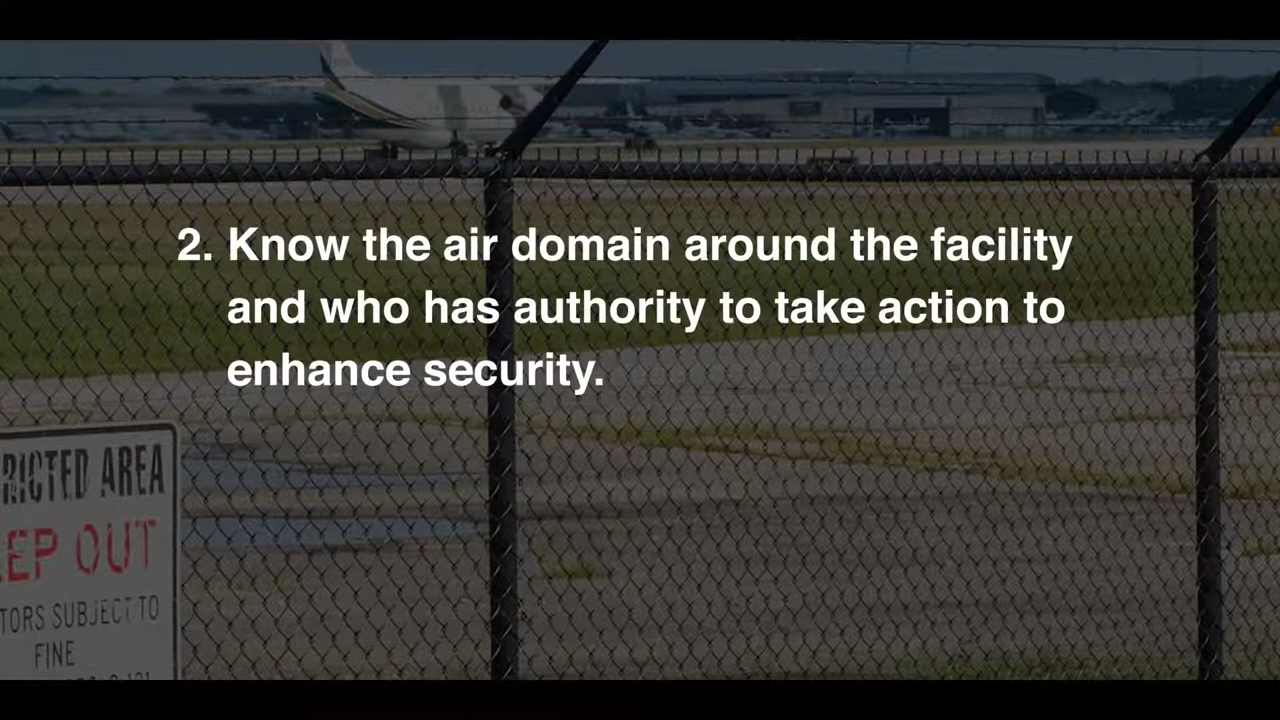 2. Know the air domain around the facility
and who has authority to take action to
enhance security.
RICTED AREA
EP OUT
TORS SUBJECT TO
FINE